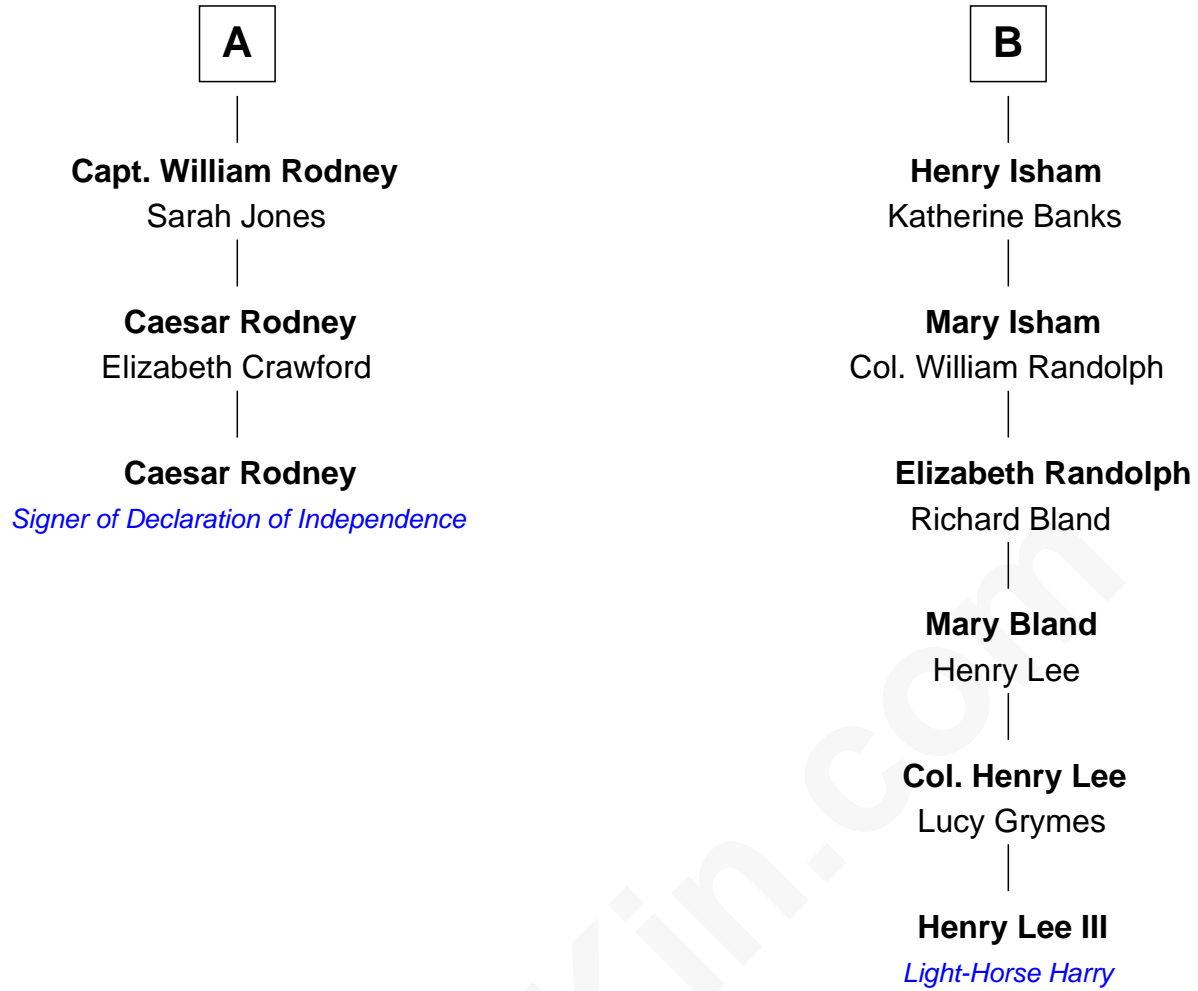 A
Capt. William Rodney
Sarah Jones
Caesar Rodney
Elizabeth Crawford
Caesar Rodney
Signer of Declaration of Independence
B
Henry Isham
Katherine Banks
Mary Isham
Col. William Randolph
Elizabeth Randolph
Richard Bland
Mary Bland
Henry Lee
Col. Henry Lee
Lucy Grymes
Henry Lee III
Light-Horse Harry
Kin.com